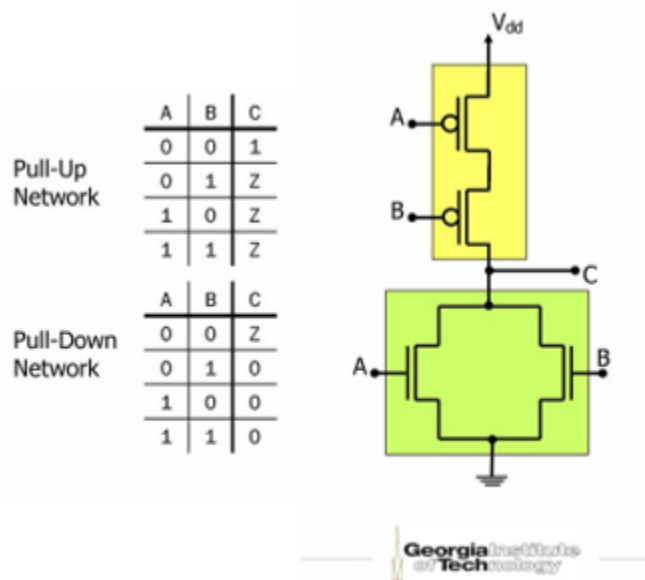 V_dd
A B C
0 0 1
0 1 Z
1 0 Z
1 1 Z
Pull-Up
Network
A
B
C
A B C
0 0 Z
0 1 0
1 0 0
1 1 0
Pull-Down
Network
A
B
Georgia Institute
of Technology